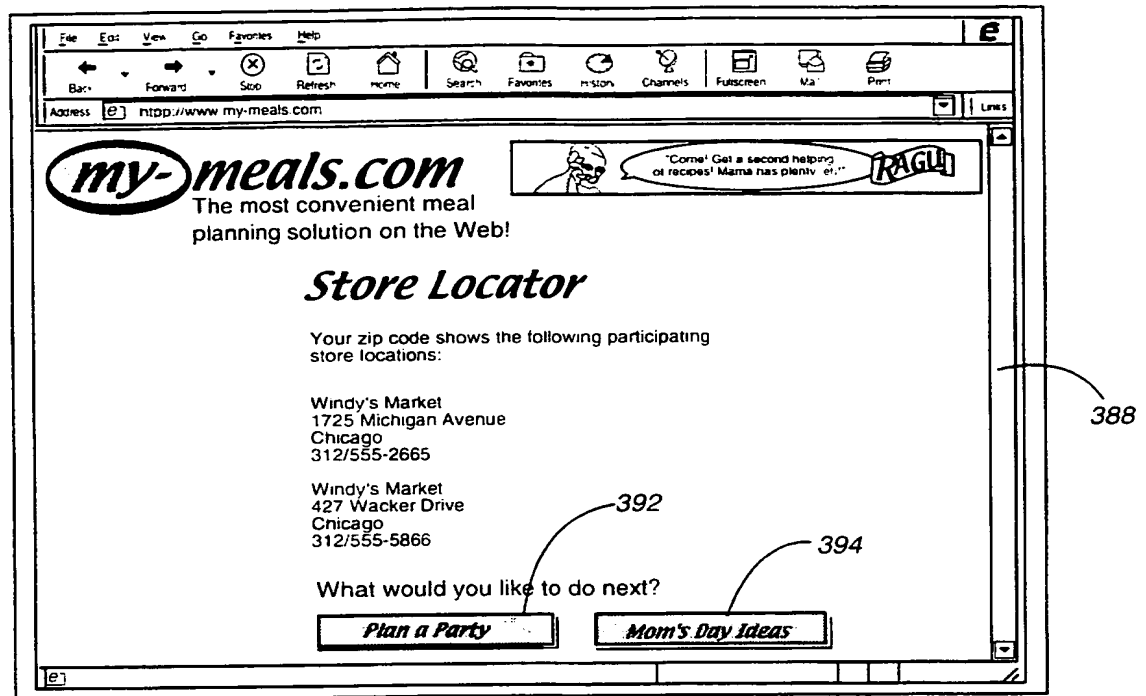 File Edit View Go Favorites Help
Back Forward Stop Refresh Home Search Favorites History Channels Fullscreen Mail Print
Address htpp://www my-meals.com Links
my-meals.com
The most convenient meal
planning solution on the Web!
"Come! Get a second helping
of recipes! Mama has plenty
RAGU
Store Locator
Your zip code shows the following participating
store locations:
Windy's Market
1725 Michigan Avenue
Chicago
312/555-2665
388
Windy's Market
427 Wacker Drive
Chicago
312/555-5866
392
394
What would you like to do next?
Plan a Party Mom's Day Ideas